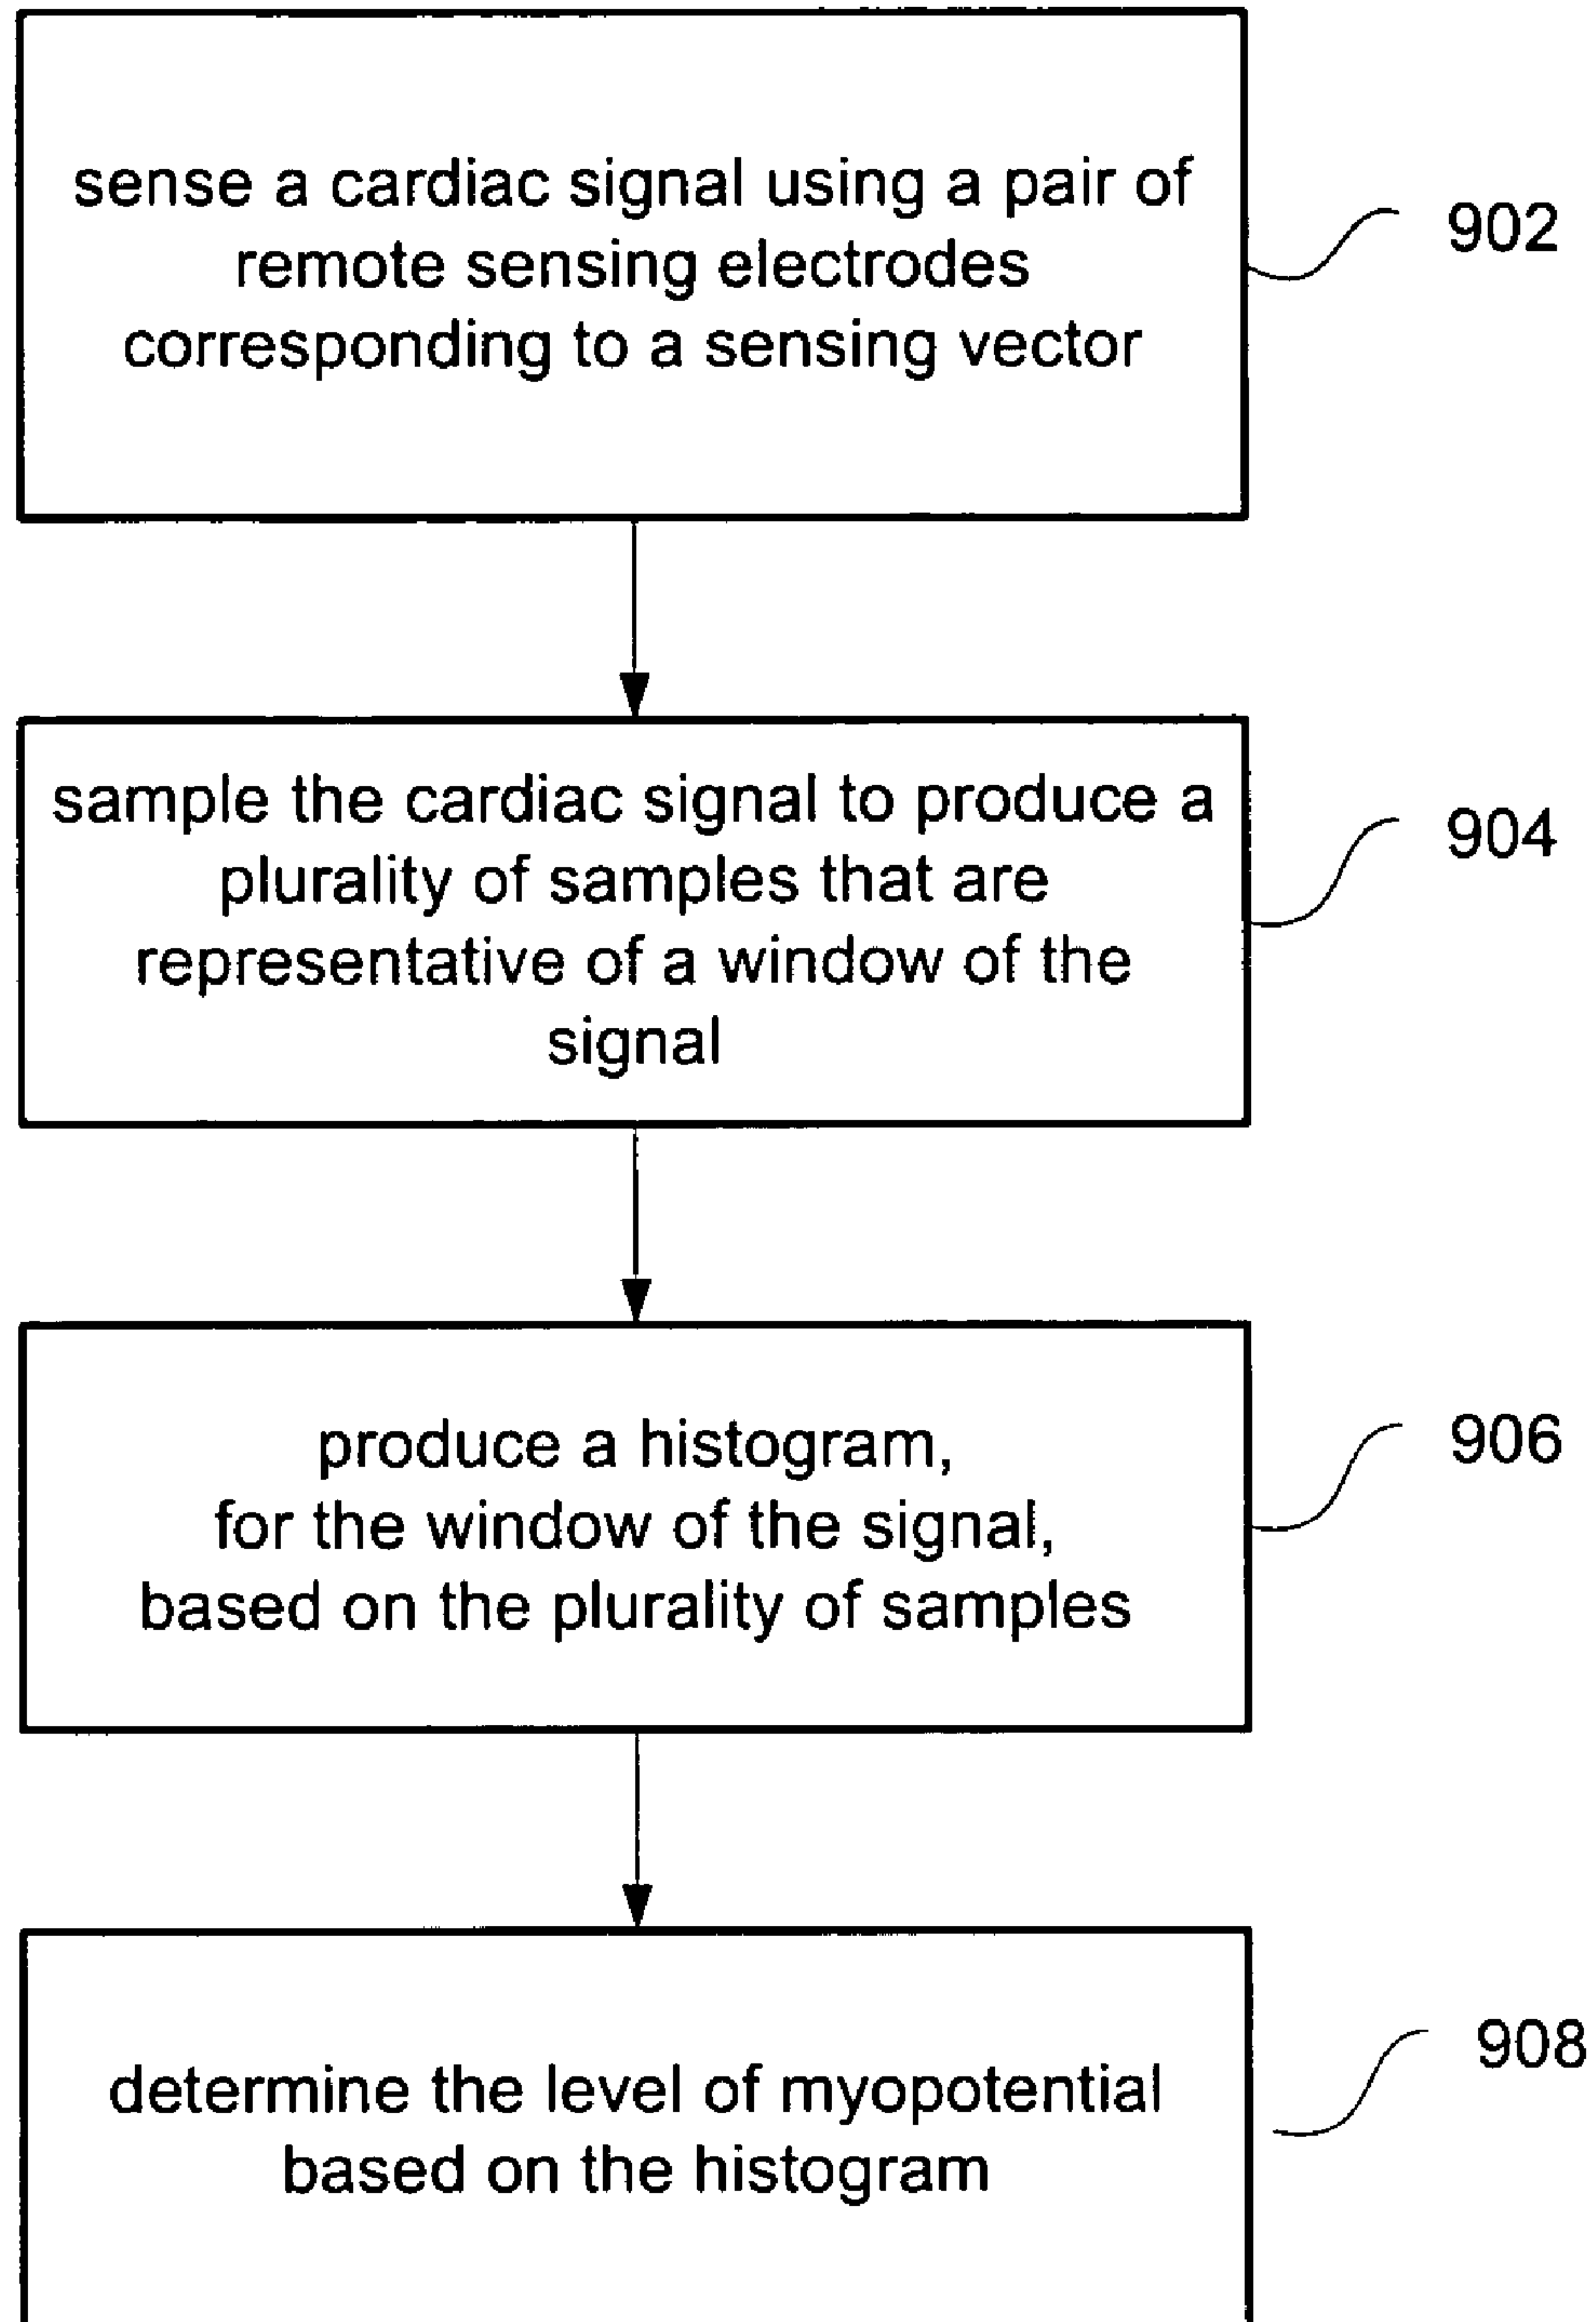 sense a cardiac signal using a pair of
remote sensing electrodes
corresponding to a sensing vector
902
sample the cardiac signal to produce a
plurality of samples that are
representative of a window of the
signal
904
produce a histogram,
for the window of the signal,
based on the plurality of samples
906
determine the level of myopotential
based on the histogram
908